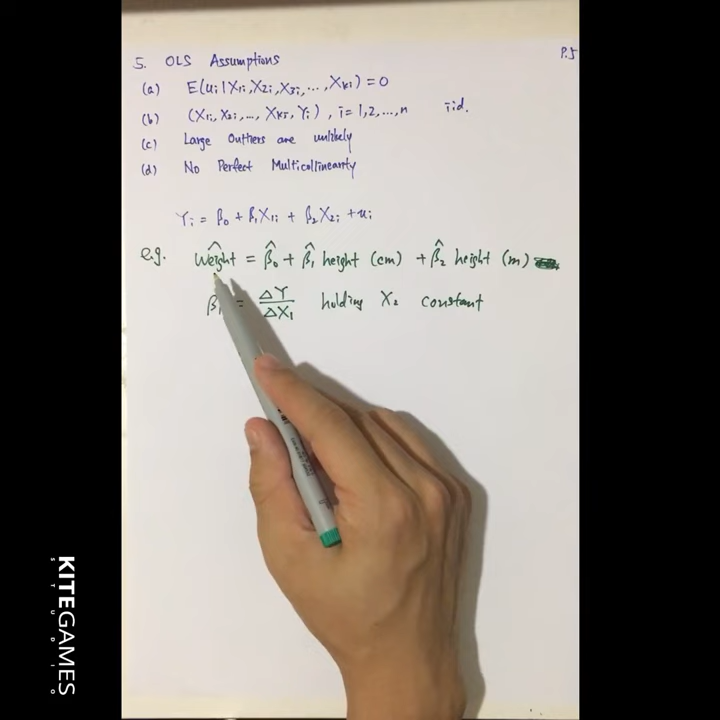 5. OLS Assumptions P.5
(a) E(ui | X1i, X2i, X3i, ..., Xki) = 0
(b) (X1i, X2i, ..., Xki, Yi), i = 1, 2, ..., n iid.
(c) Large Outliers are unlikely
(d) No Perfect Multicollinearity
Yi = β0 + β1X1i + β2X2i + ui
e.g. Weight^ = β̂0 + β̂1 height (cm) + β̂2 height (m)
β1 = ΔY/ΔX1 holding X2 constant
KITEGAMES
STUDIO